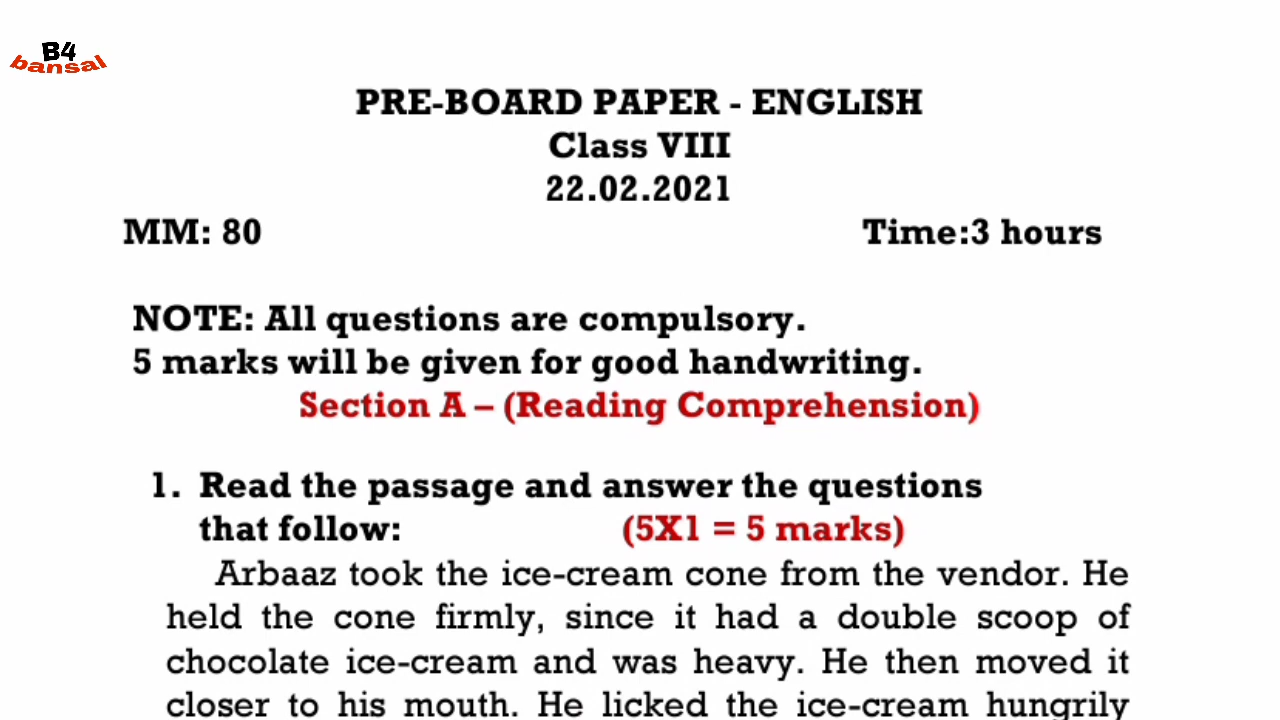 B4
bansal
PRE-BOARD PAPER - ENGLISH
Class VIII
22.02.2021
MM: 80 Time:3 hours
NOTE: All questions are compulsory.
5 marks will be given for good handwriting.
Section A – (Reading Comprehension)
1. Read the passage and answer the questions
that follow: (5X1 = 5 marks)
Arbaaz took the ice-cream cone from the vendor. He
held the cone firmly, since it had a double scoop of
chocolate ice-cream and was heavy. He then moved it
closer to his mouth. He licked the ice-cream hungrily